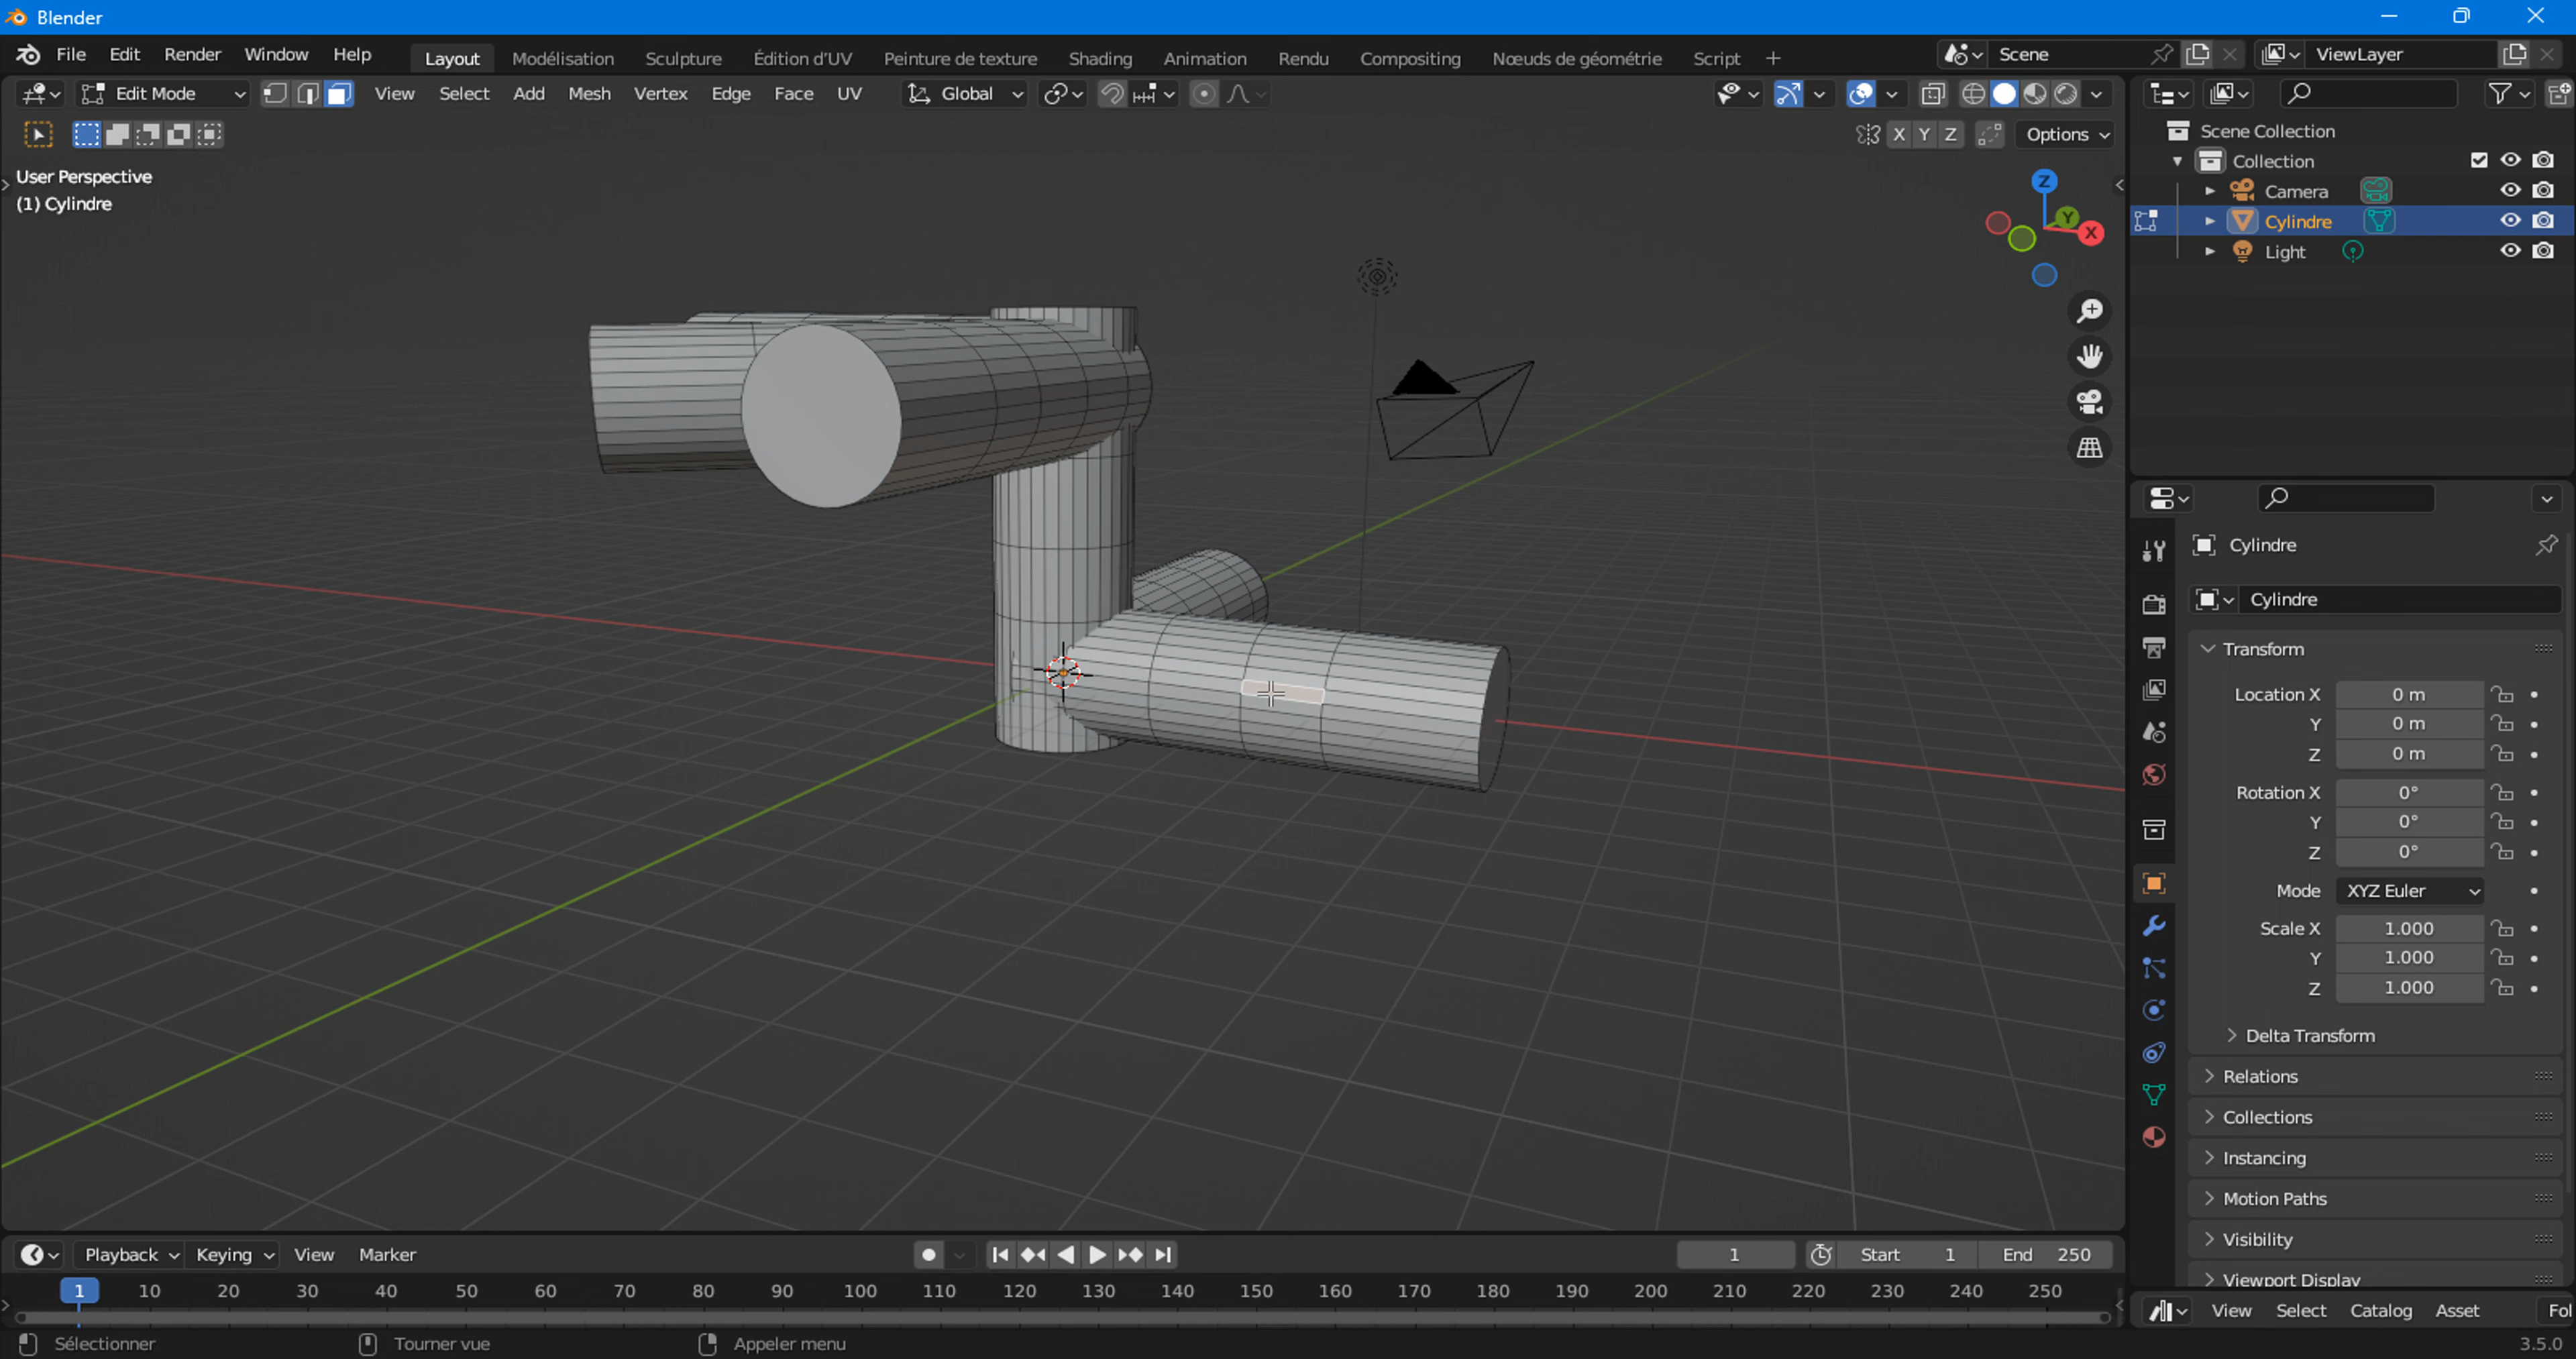 Blender
File Edit Render Window Help Layout Modélisation Sculpture Édition d'UV Peinture de texture Shading Animation Rendu Compositing Nœuds de géométrie Script + Scene ViewLayer
Edit Mode View Select Add Mesh Vertex Edge Face UV Global
X Y Z Options
User Perspective
(1) Cylindre
Z
Y
X
Scene Collection
Collection
Camera
Cylindre
Light
Cylindre
Cylindre
Transform
Location X 0 m
Y 0 m
Z 0 m
Rotation X 0°
Y 0°
Z 0°
Mode XYZ Euler
Scale X 1.000
Y 1.000
Z 1.000
Delta Transform
Relations
Collections
Instancing
Motion Paths
Visibility
Viewport Display
Playback Keying View Marker 1 Start 1 End 250
1 10 20 30 40 50 60 70 80 90 100 110 120 130 140 150 160 170 180 190 200 210 220 230 240 250
View Select Catalog Asset Fol
Sélectionner Tourner vue Appeler menu 3.5.0